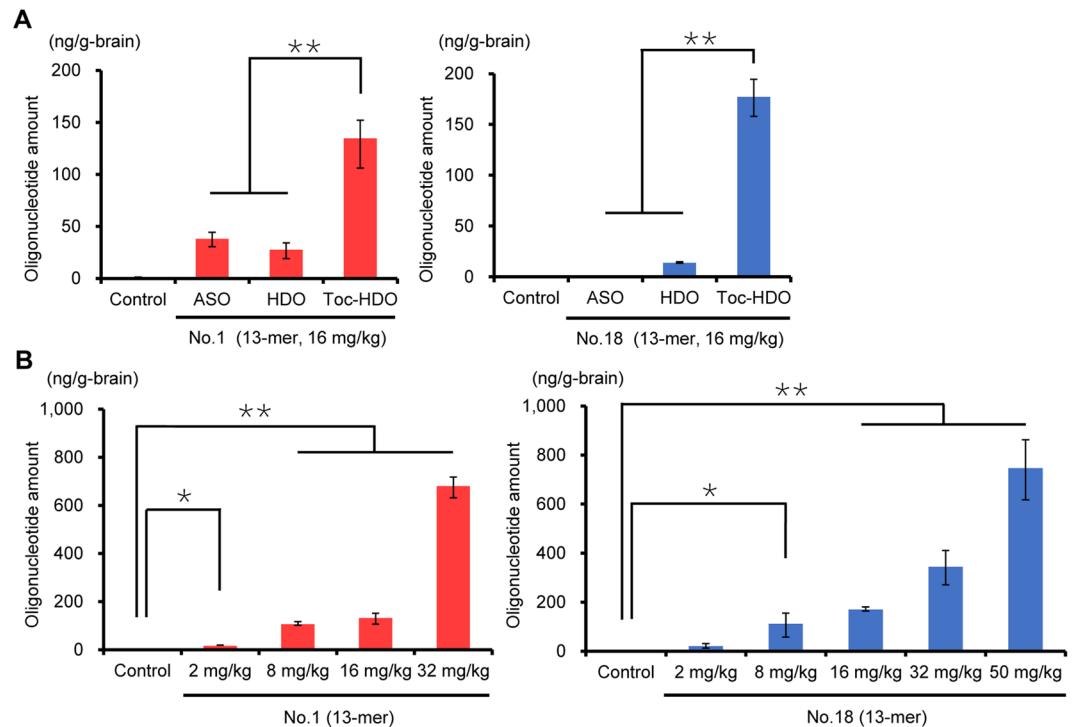 A
(ng/g-brain)
**
200
150
100
50
0
Oligonucleotide amount
Control ASO HDO Toc-HDO
No.1 (13-mer, 16 mg/kg)
(ng/g-brain)
**
200
150
100
50
0
Oligonucleotide amount
Control ASO HDO Toc-HDO
No.18 (13-mer, 16 mg/kg)
B
(ng/g-brain)
**
*
1,000
800
600
400
200
0
Oligonucleotide amount
Control 2 mg/kg 8 mg/kg 16 mg/kg 32 mg/kg
No.1 (13-mer)
(ng/g-brain)
**
*
1,000
800
600
400
200
0
Oligonucleotide amount
Control 2 mg/kg 8 mg/kg 16 mg/kg 32 mg/kg 50 mg/kg
No.18 (13-mer)